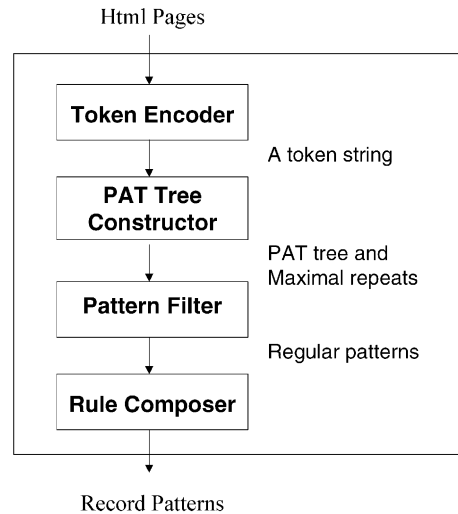 Html Pages
Token Encoder
A token string
PAT Tree
Constructor
PAT tree and
Maximal repeats
Pattern Filter
Regular patterns
Rule Composer
Record Patterns